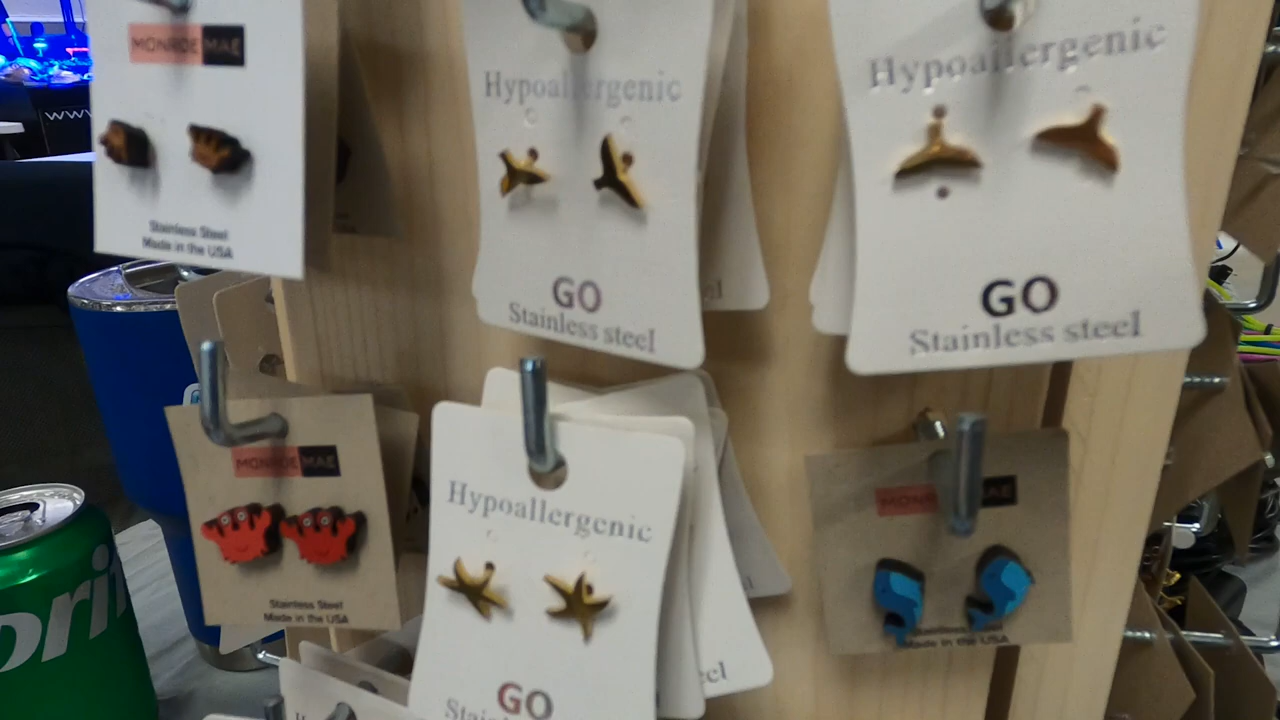 MONROE MAE
Stainless Steel
Made in the USA
Hypoallergenic
GO
Stainless steel
Hypoallergenic
GO
Stainless steel
MONROE MAE
Stainless Steel
Made in the USA
Hypoallergenic
GO
MAE
Made in the USA